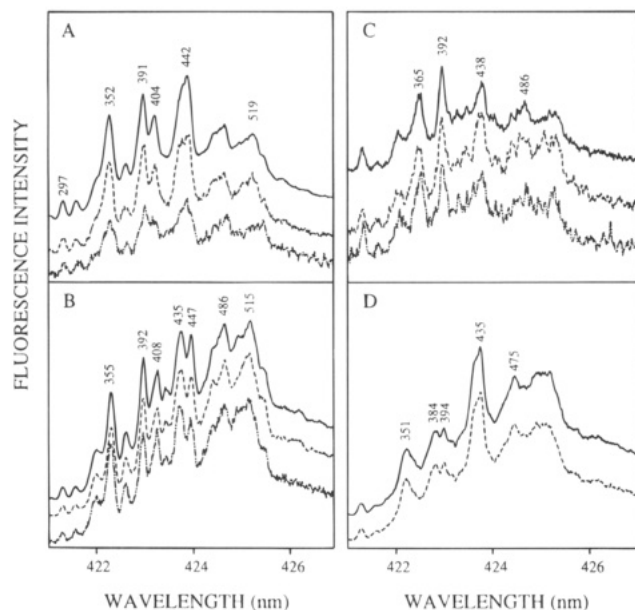 A
297
352
391
404
442
519
B
355
392
408
435
447
486
515
C
365
392
438
486
D
351
384
394
435
475
FLUORESCENCE INTENSITY
422 424 426
422 424 426
WAVELENGTH (nm)
WAVELENGTH (nm)